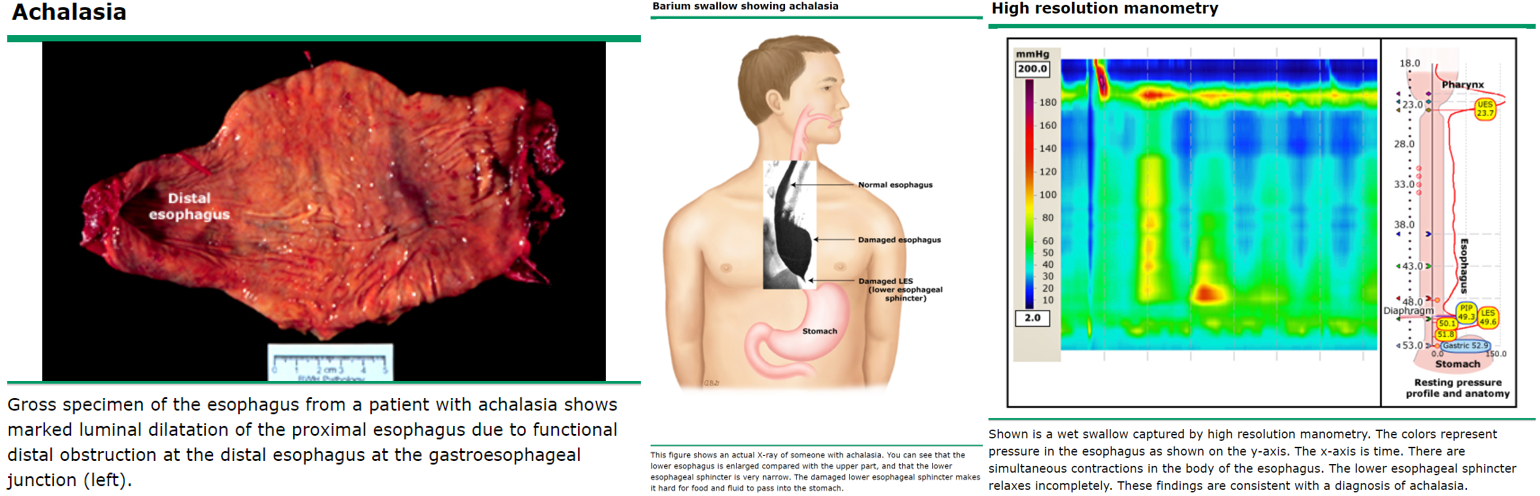 Achalasia
Distal
esophagus
0 1 2 cm 3 4 5
BWH Pathology
Gross specimen of the esophagus from a patient with achalasia shows
marked luminal dilatation of the proximal esophagus due to functional
distal obstruction at the distal esophagus at the gastroesophageal
junction (left).
Barium swallow showing achalasia
Normal esophagus
Damaged esophagus
Damaged LES
(lower esophageal
sphincter)
Stomach
This figure shows an actual X-ray of someone with achalasia. You can see that the
lower esophagus is enlarged compared with the upper part, and that the lower
esophageal sphincter is very narrow. The damaged lower esophageal sphincter makes
it hard for food and fluid to pass into the stomach.
High resolution manometry
mmHg
200.0
180
160
140
120
100
80
60
50
40
30
20
10
2.0
18.0
Pharynx
23.0
UES
23.7
28.0
33.0
38.0
Esophagus
43.0
48.0
Diaphragm
PIP
49.3
LES
49.6
50.1
51.8
53.0
Gastric 52.9
0.0
150.0
Stomach
Resting pressure
profile and anatomy
Shown is a wet swallow captured by high resolution manometry. The colors represent
pressure in the esophagus as shown on the y-axis. The x-axis is time. There are
simultaneous contractions in the body of the esophagus. The lower esophageal sphincter
relaxes incompletely. These findings are consistent with a diagnosis of achalasia.